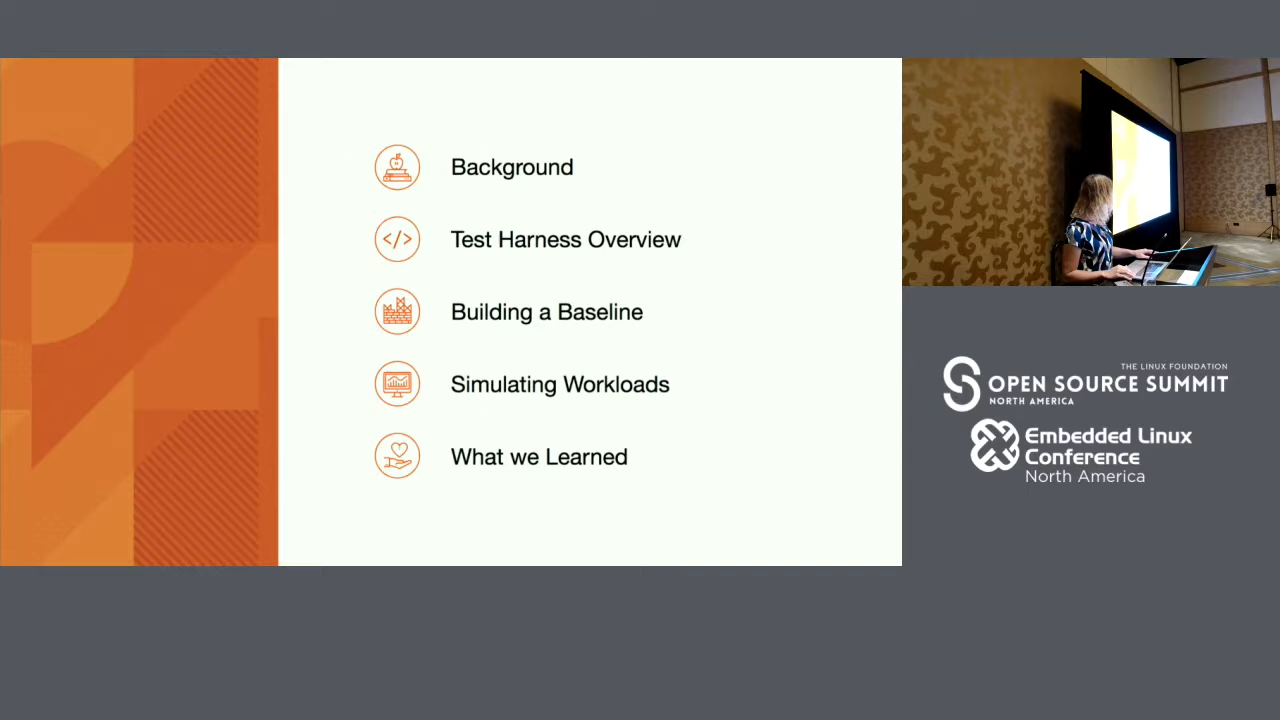 Background
</> Test Harness Overview
Building a Baseline
Simulating Workloads
What we Learned
THE LINUX FOUNDATION
OPEN SOURCE SUMMIT
NORTH AMERICA
Embedded Linux
Conference
North America